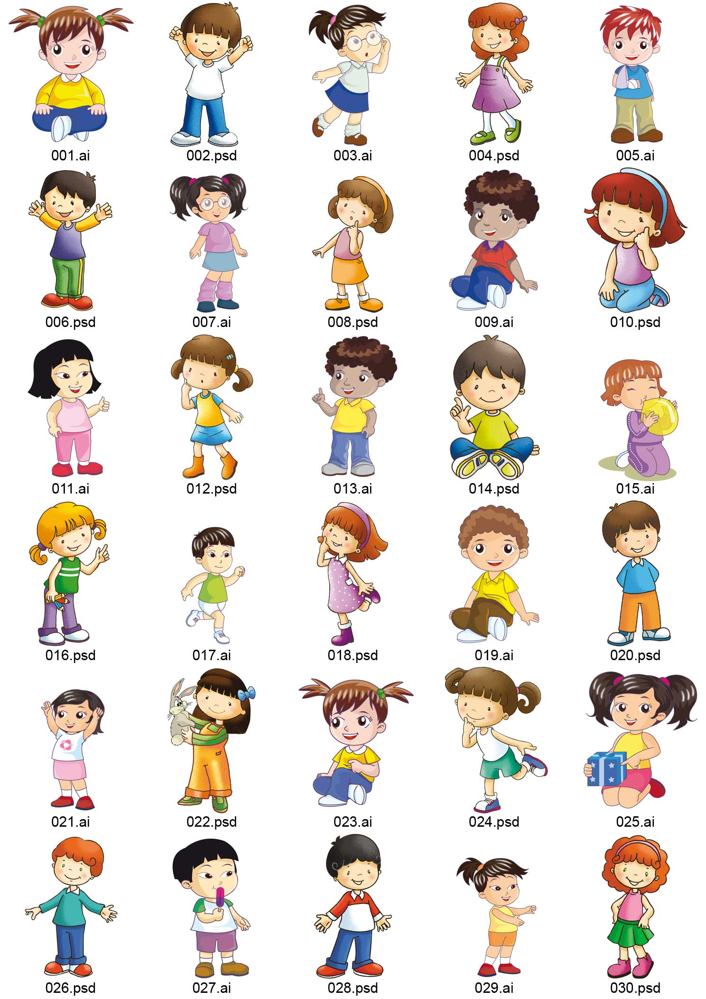 001.ai 002.psd 003.ai 004.psd 005.ai
006.psd 007.ai 008.psd 009.ai 010.psd
011.ai 012.psd 013.ai 014.psd 015.ai
016.psd 017.ai 018.psd 019.ai 020.psd
021.ai 022.psd 023.ai 024.psd 025.ai
026.psd 027.ai 028.psd 029.ai 030.psd